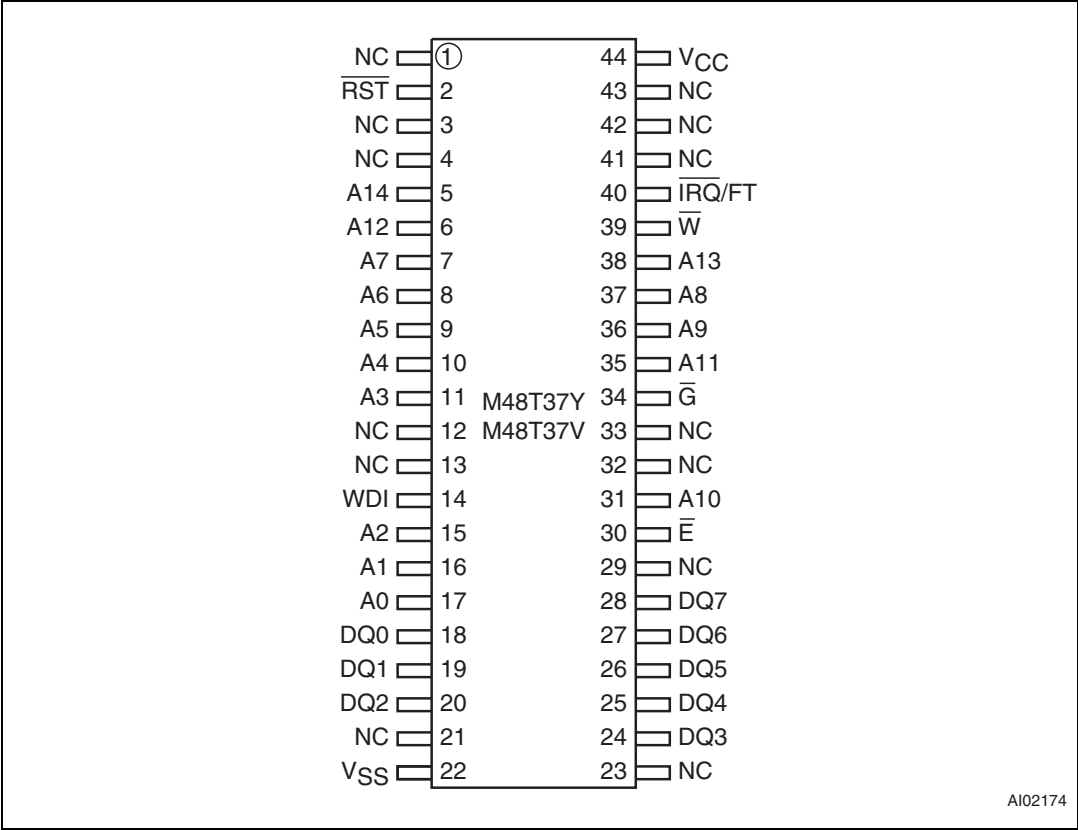 NC 1 44 VCC
R̅S̅T̅ 2 43 NC
NC 3 42 NC
NC 4 41 NC
A14 5 40 I̅R̅Q̅/FT
A12 6 39 W̅
A7 7 38 A13
A6 8 37 A8
A5 9 36 A9
A4 10 35 A11
A3 11 M48T37Y 34 G̅
NC 12 M48T37V 33 NC
NC 13 32 NC
WDI 14 31 A10
A2 15 30 E̅
A1 16 29 NC
A0 17 28 DQ7
DQ0 18 27 DQ6
DQ1 19 26 DQ5
DQ2 20 25 DQ4
NC 21 24 DQ3
VSS 22 23 NC
AI02174